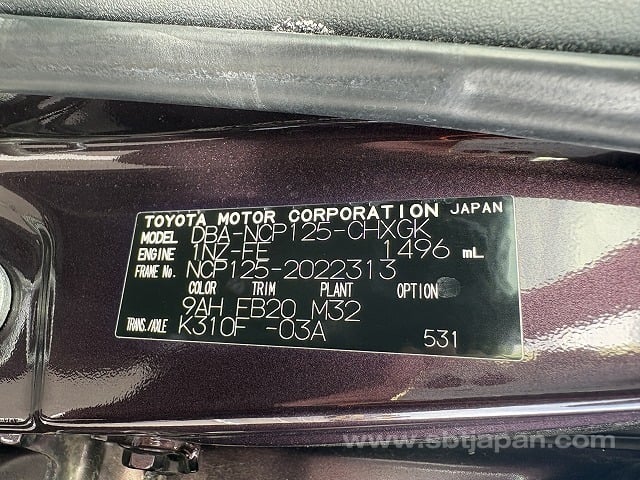 TOYOTA MOTOR CORPORATION JAPAN
MODEL DBA-NCP125-CHXGK
ENGINE 1NZ-FE 1496 mL
FRAME No. NCP125-2022313
COLOR TRIM PLANT OPTION
9AH FB20 M32
TRANS./AXLE K310F -03A 531
www.sbtjapan.com